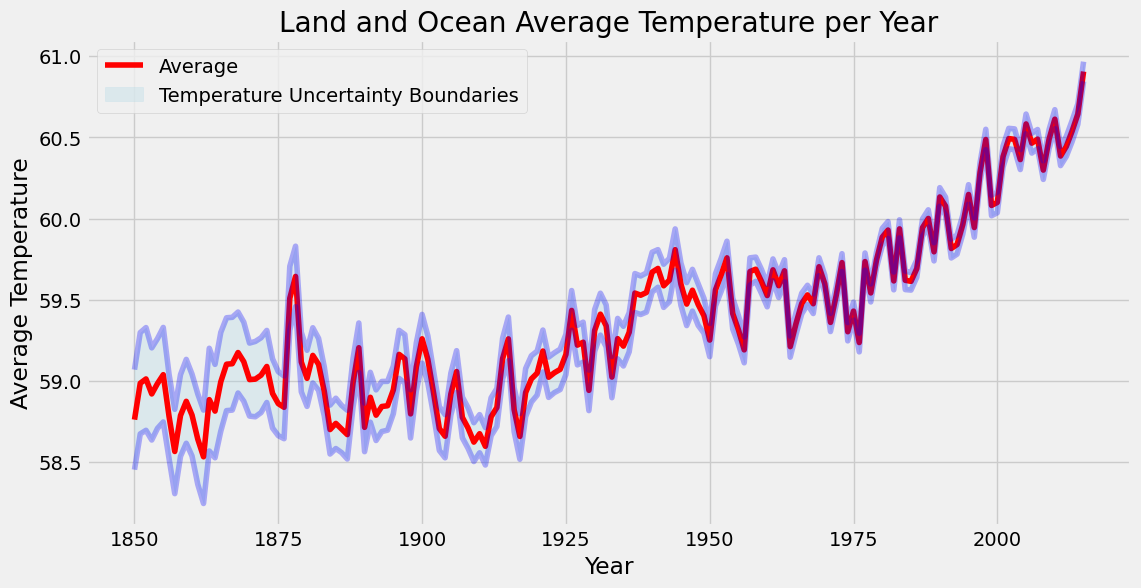 Land and Ocean Average Temperature per Year
Average
Temperature Uncertainty Boundaries
Average Temperature
61.0
60.5
60.0
59.5
59.0
58.5
1850 1875 1900 1925 1950 1975 2000
Year